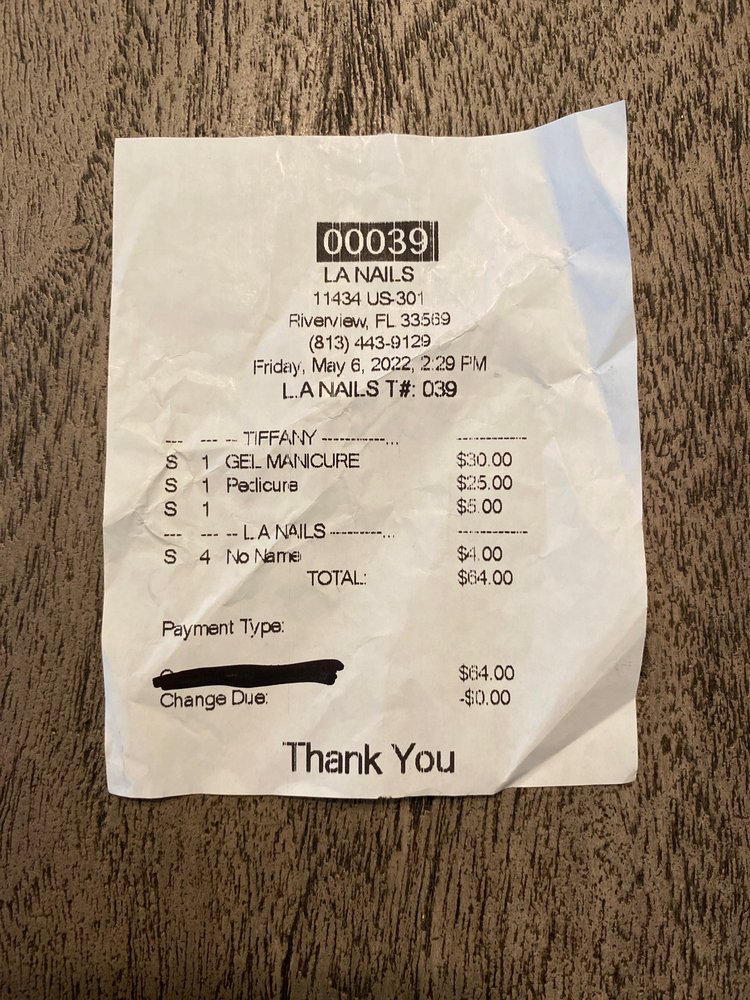 00039
LA NAILS
11434 US-301
Riverview, FL 33569
(813) 443-9129
Friday, May 6, 2022, 2:29 PM
L.A NAILS T#: 039
--- --- -- TIFFANY -----------... ------------
S 1 GEL MANICURE $30.00
S 1 Pedicure $25.00
S 1 $5.00
--- --- -- L.A NAILS ---------... ------------
S 4 No Name $4.00
TOTAL: $64.00
Payment Type:
$64.00
Change Due: -$0.00
Thank You